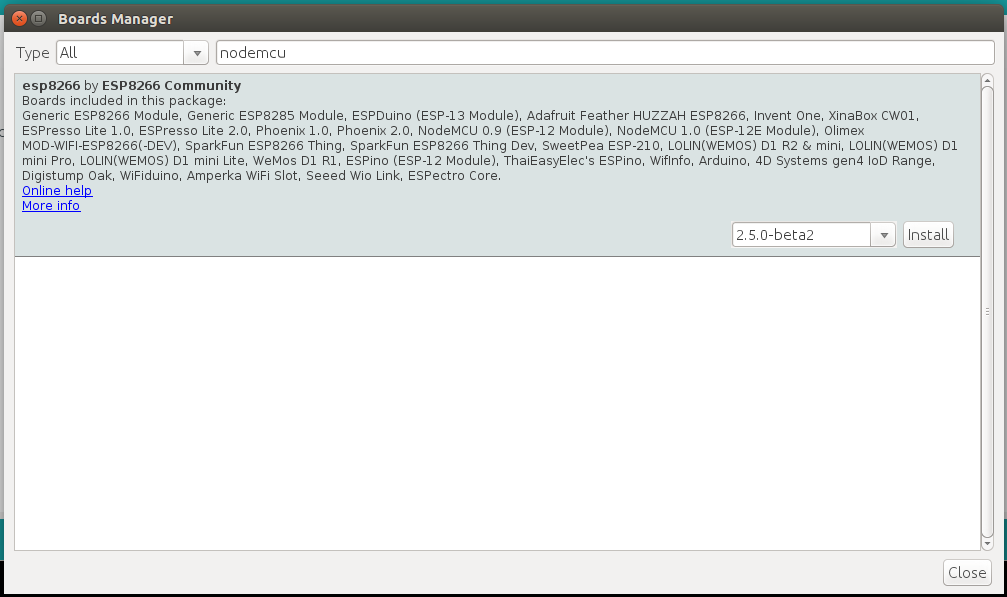 Boards Manager
Type All nodemcu
esp8266 by ESP8266 Community
Boards included in this package:
Generic ESP8266 Module, Generic ESP8285 Module, ESPDuino (ESP-13 Module), Adafruit Feather HUZZAH ESP8266, Invent One, XinaBox CW01,
ESPresso Lite 1.0, ESPresso Lite 2.0, Phoenix 1.0, Phoenix 2.0, NodeMCU 0.9 (ESP-12 Module), NodeMCU 1.0 (ESP-12E Module), Olimex
MOD-WIFI-ESP8266(-DEV), SparkFun ESP8266 Thing, SparkFun ESP8266 Thing Dev, SweetPea ESP-210, LOLIN(WEMOS) D1 R2 & mini, LOLIN(WEMOS) D1
mini Pro, LOLIN(WEMOS) D1 mini Lite, WeMos D1 R1, ESPino (ESP-12 Module), ThaiEasyElec's ESPino, WifInfo, Arduino, 4D Systems gen4 IoD Range,
Digistump Oak, WiFiduino, Amperka WiFi Slot, Seeed Wio Link, ESPectro Core.
Online help
More info
2.5.0-beta2 Install
Close